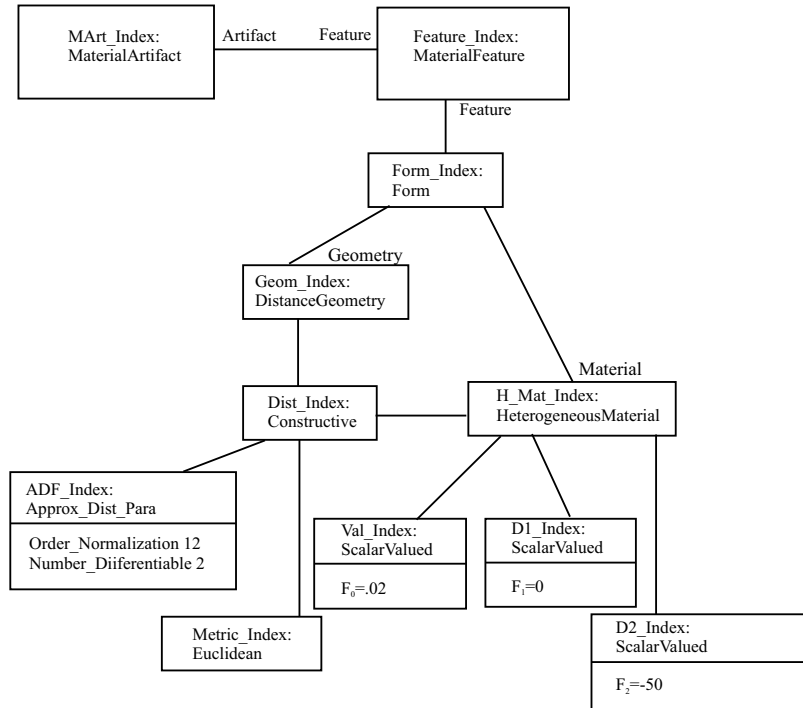 MArt_Index:
MaterialArtifact
Artifact
Feature
Feature_Index:
MaterialFeature
Feature
Form_Index:
Form
Geometry
Geom_Index:
DistanceGeometry
Material
Dist_Index:
Constructive
H_Mat_Index:
HeterogeneousMaterial
ADF_Index:
Approx_Dist_Para
Order_Normalization 12
Number_Diiferentiable 2
Val_Index:
ScalarValued
F₀=.02
D1_Index:
ScalarValued
F₁=0
Metric_Index:
Euclidean
D2_Index:
ScalarValued
F₂=-50